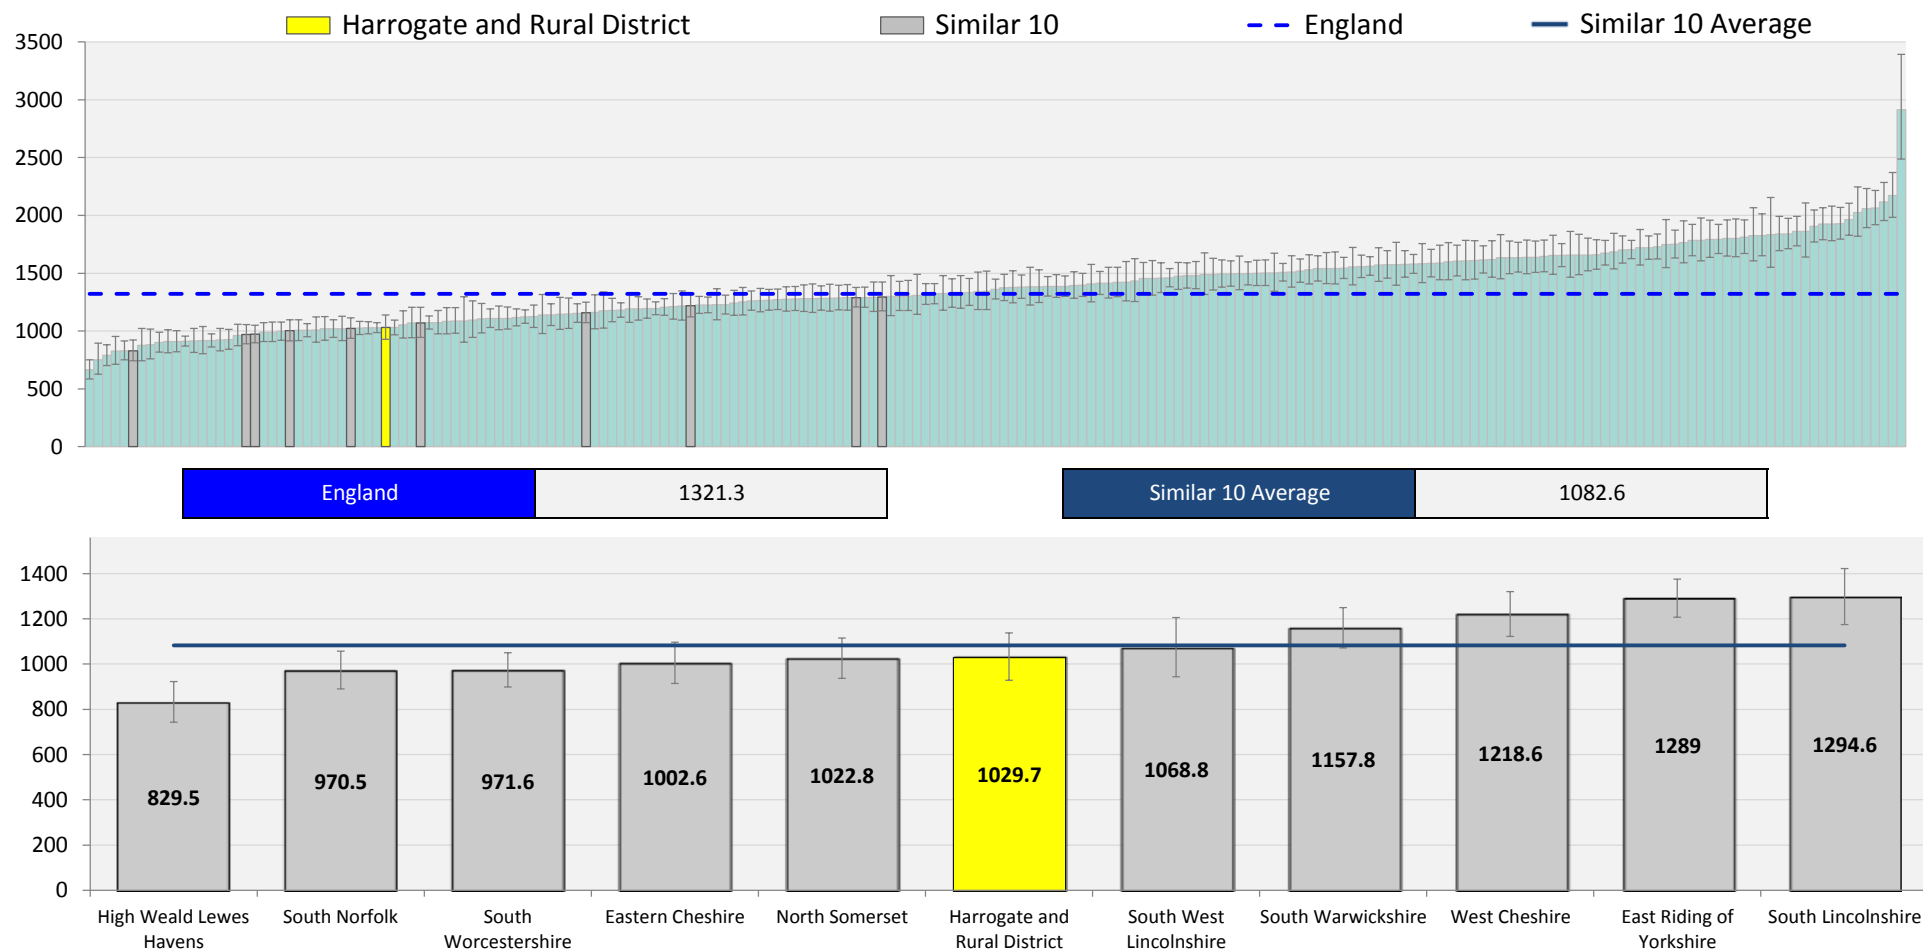 Harrogate and Rural District Similar 10 England Similar 10 Average
3500
3000
2500
2000
1500
1000
500
0
England 1321.3 Similar 10 Average 1082.6
1400
1200
1000
800
600
400
200
0
829.5 970.5 971.6 1002.6 1022.8 1029.7 1068.8 1157.8 1218.6 1289 1294.6
High Weald Lewes Havens
South Norfolk
South Worcestershire
Eastern Cheshire
North Somerset
Harrogate and Rural District
South West Lincolnshire
South Warwickshire
West Cheshire
East Riding of Yorkshire
South Lincolnshire